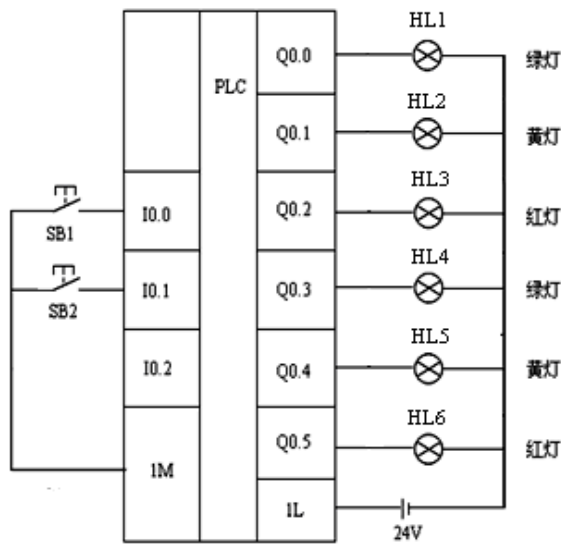 HL1
Q0.0
绿灯
PLC
HL2
Q0.1
黄灯
HL3
I0.0
Q0.2
红灯
SB1
HL4
I0.1
Q0.3
绿灯
SB2
HL5
I0.2
Q0.4
黄灯
HL6
Q0.5
红灯
1M
1L
24V